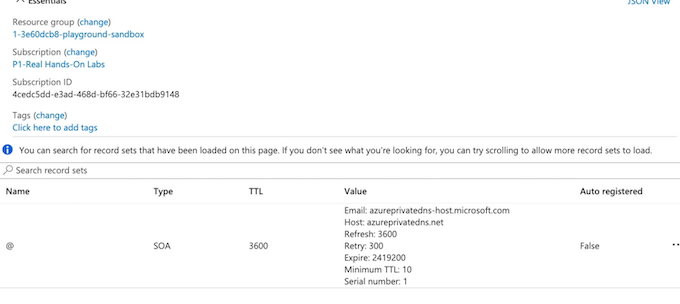 Essentials
JSON View
Resource group (change)
1-3e60dcb8-playground-sandbox
Subscription (change)
P1-Real Hands-On Labs
Subscription ID
4cedc5dd-e3ad-468d-bf66-32e31bdb9148
Tags (change)
Click here to add tags
You can search for record sets that have been loaded on this page. If you don't see what you're looking for, you can try scrolling to allow more record sets to load.
Search record sets
Name Type TTL Value Auto registered
Email: azureprivatedns-host.microsoft.com
Host: azureprivatedns.net
Refresh: 3600
@ SOA 3600 Retry: 300 False
Expire: 2419200
Minimum TTL: 10
Serial number: 1